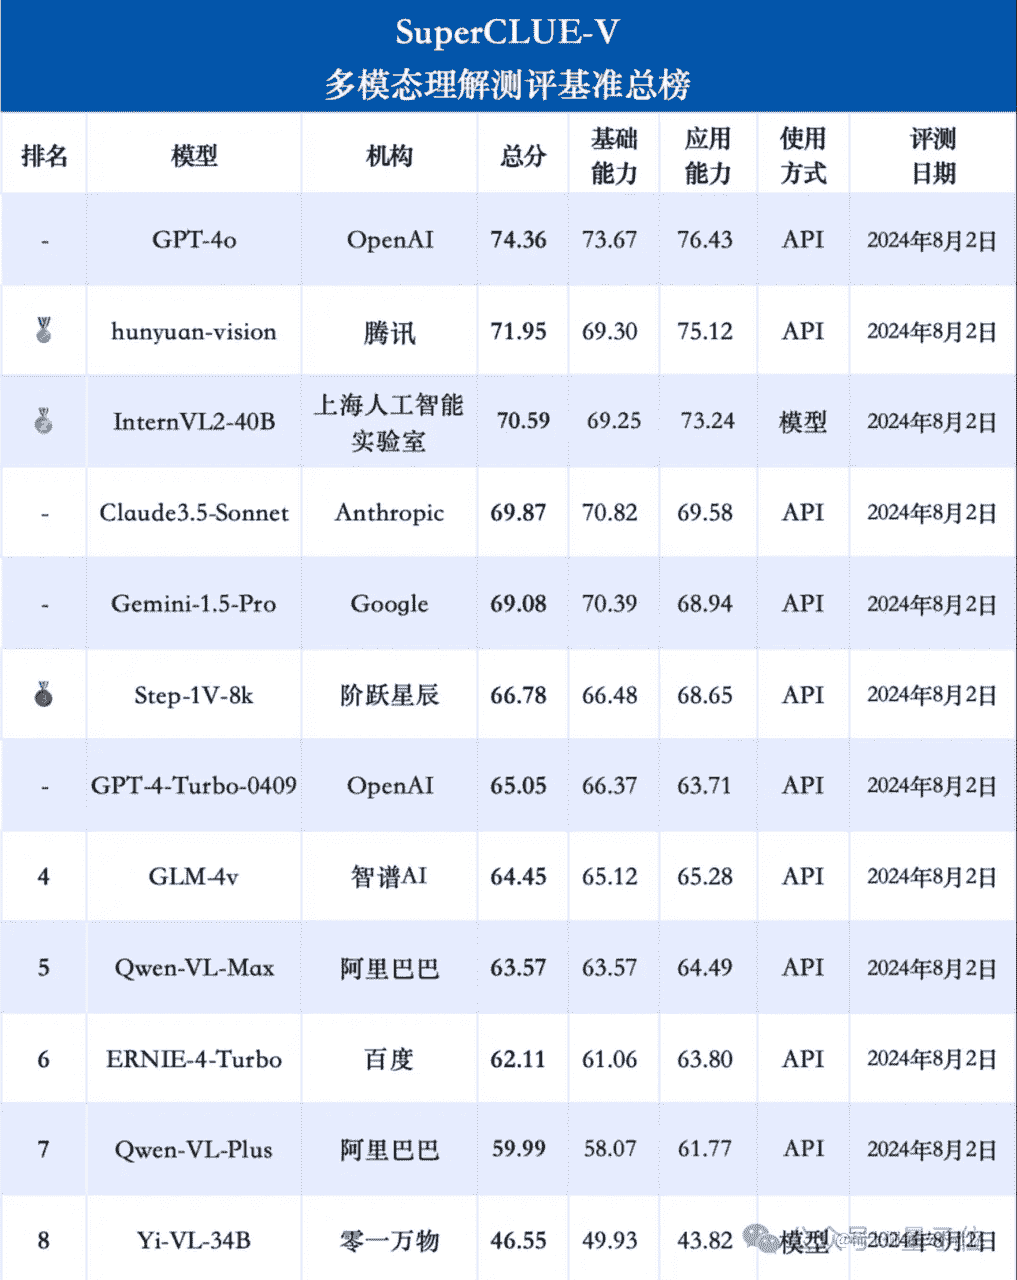 SuperCLUE-V
多模态理解测评基准总榜
排名 模型 机构 总分 基础能力 应用能力 使用方式 评测日期
- GPT-4o OpenAI 74.36 73.67 76.43 API 2024年8月2日
hunyuan-vision 腾讯 71.95 69.30 75.12 API 2024年8月2日
InternVL2-40B 上海人工智能实验室 70.59 69.25 73.24 模型 2024年8月2日
- Claude3.5-Sonnet Anthropic 69.87 70.82 69.58 API 2024年8月2日
- Gemini-1.5-Pro Google 69.08 70.39 68.94 API 2024年8月2日
Step-1V-8k 阶跃星辰 66.78 66.48 68.65 API 2024年8月2日
- GPT-4-Turbo-0409 OpenAI 65.05 66.37 63.71 API 2024年8月2日
4 GLM-4v 智谱AI 64.45 65.12 65.28 API 2024年8月2日
5 Qwen-VL-Max 阿里巴巴 63.57 63.57 64.49 API 2024年8月2日
6 ERNIE-4-Turbo 百度 62.11 61.06 63.80 API 2024年8月2日
7 Qwen-VL-Plus 阿里巴巴 59.99 58.07 61.77 API 2024年8月2日
8 Yi-VL-34B 零一万物 46.55 49.93 43.82 模型 2024年8月2日